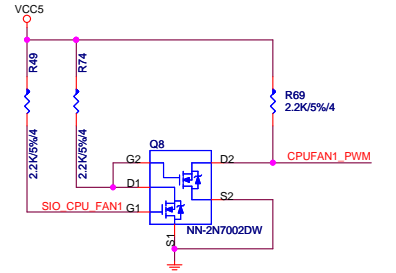 VCC5
R49
2.2K/5%/4
R74
2.2K/5%/4
R69
2.2K/5%/4
Q8
G2
D2
CPUFAN1_PWM
D1
S2
SIO_CPU_FAN1
G1
S1
NN-2N7002DW